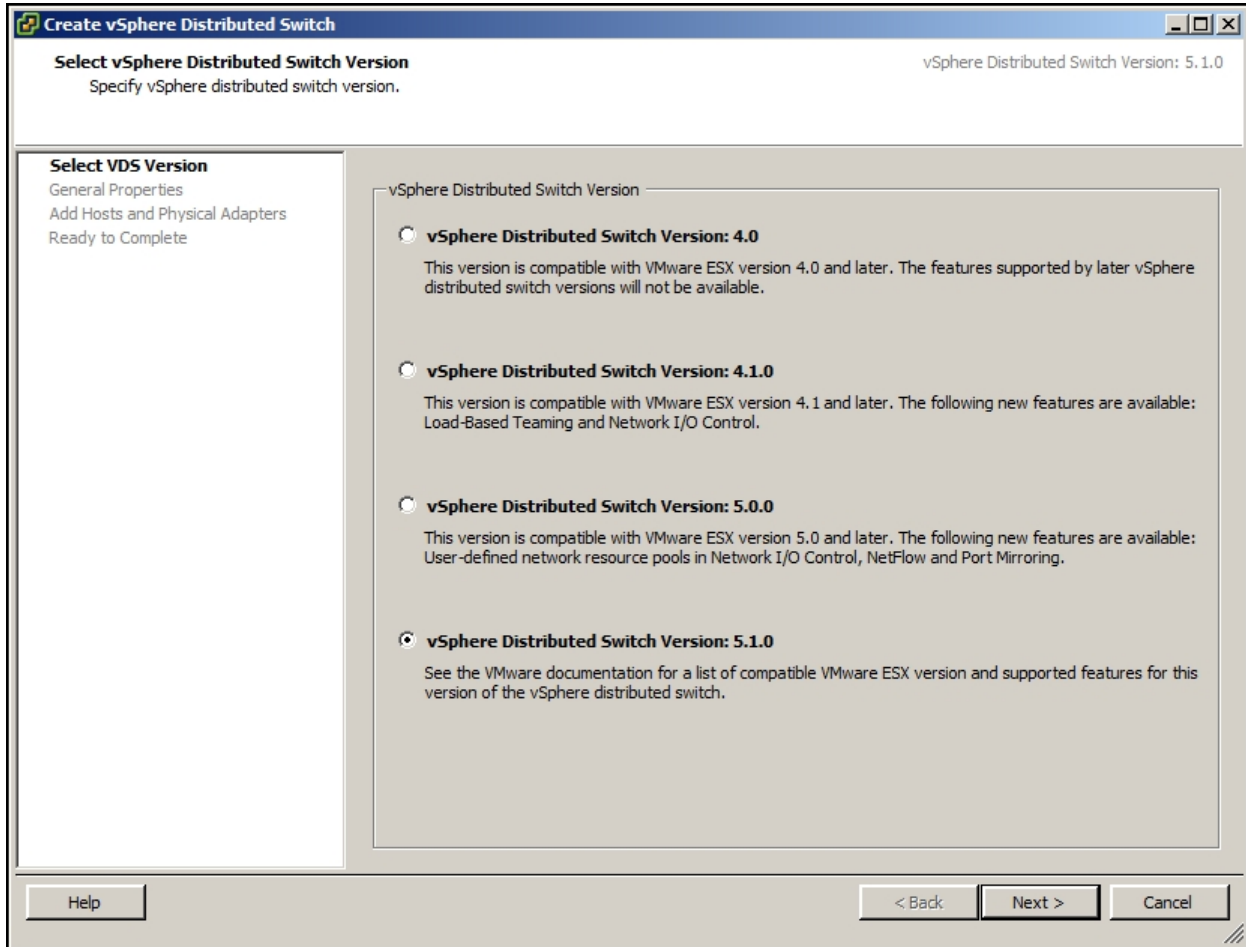 Create vSphere Distributed Switch
Select vSphere Distributed Switch Version
Specify vSphere distributed switch version.
vSphere Distributed Switch Version: 5.1.0
Select VDS Version
General Properties
Add Hosts and Physical Adapters
Ready to Complete
vSphere Distributed Switch Version
vSphere Distributed Switch Version: 4.0
This version is compatible with VMware ESX version 4.0 and later. The features supported by later vSphere
distributed switch versions will not be available.
vSphere Distributed Switch Version: 4.1.0
This version is compatible with VMware ESX version 4.1 and later. The following new features are available:
Load-Based Teaming and Network I/O Control.
vSphere Distributed Switch Version: 5.0.0
This version is compatible with VMware ESX version 5.0 and later. The following new features are available:
User-defined network resource pools in Network I/O Control, NetFlow and Port Mirroring.
vSphere Distributed Switch Version: 5.1.0
See the VMware documentation for a list of compatible VMware ESX version and supported features for this
version of the vSphere distributed switch.
Help
< Back
Next >
Cancel